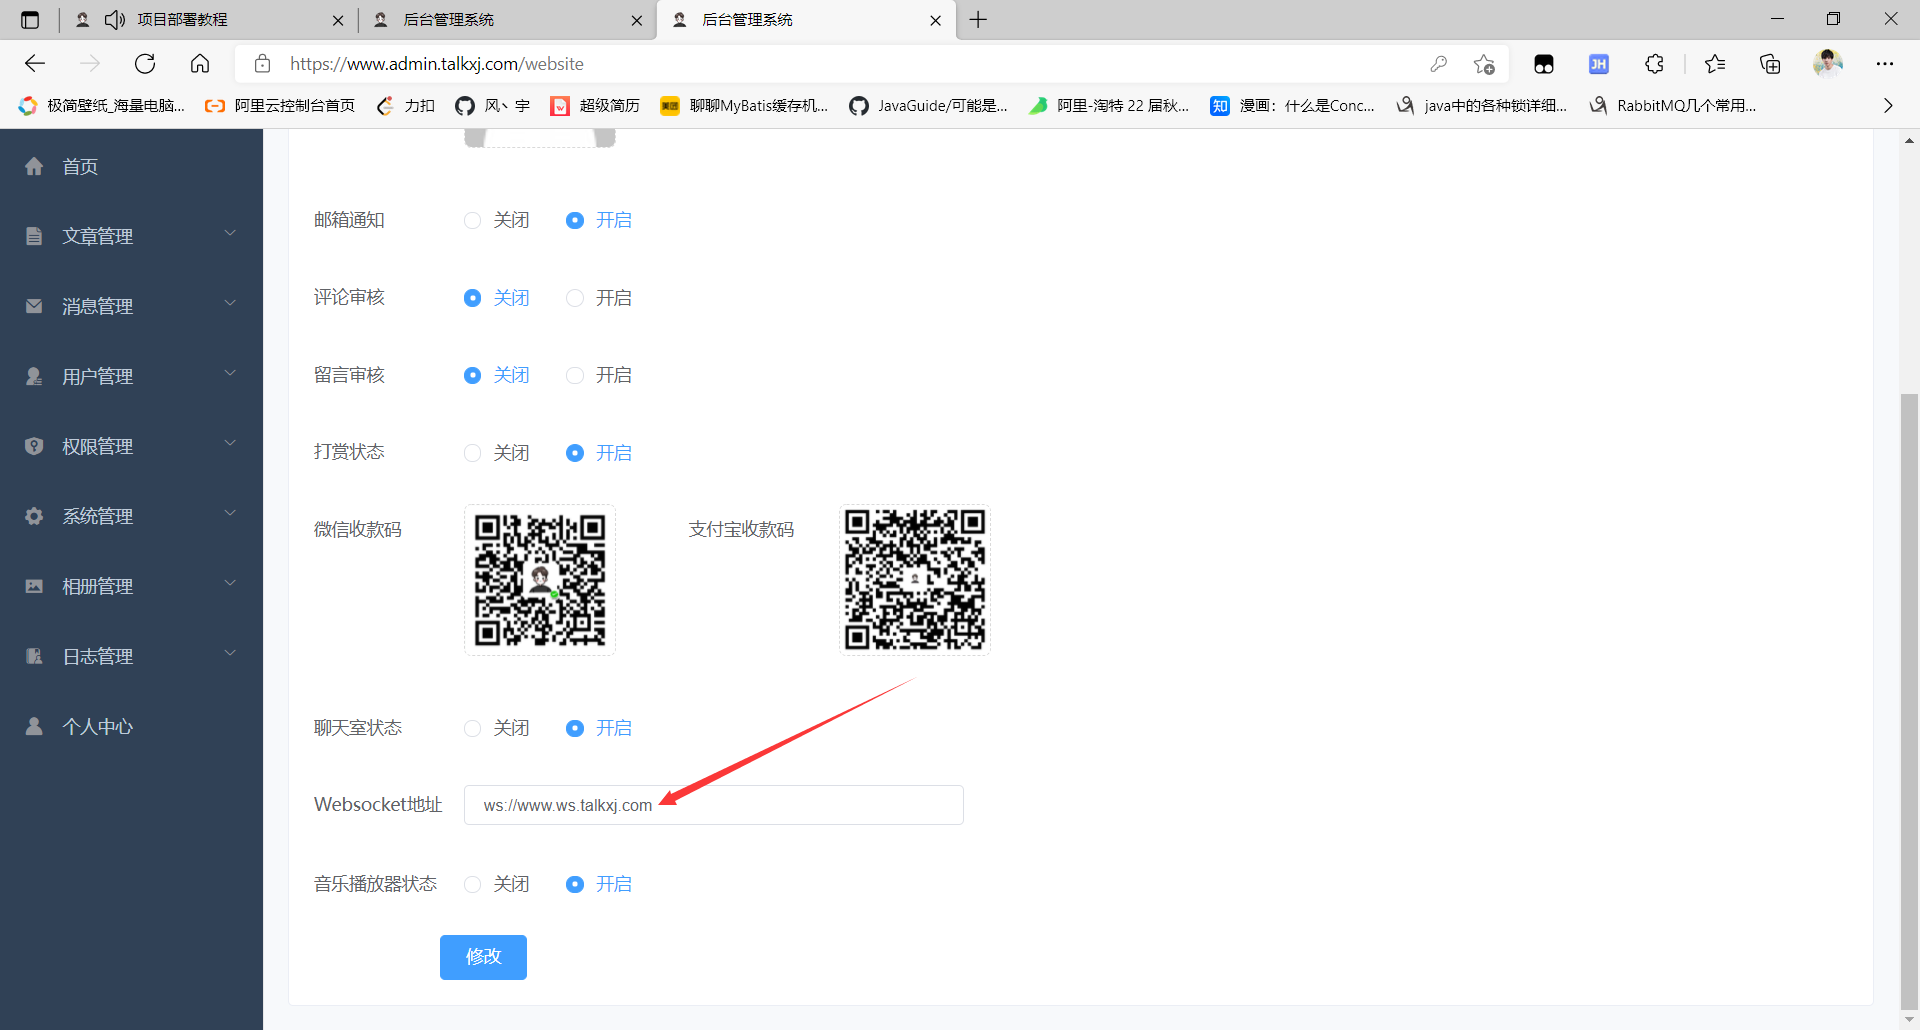 项目部署教程
后台管理系统
后台管理系统
https://www.admin.talkxj.com/website
JH
极简壁纸_海量电脑...
阿里云控制台首页
力扣
风丶宇
超级简历
聊聊MyBatis缓存机...
JavaGuide/可能是...
阿里-淘特 22 届秋...
知
漫画：什么是Conc...
java中的各种锁详细...
RabbitMQ几个常用...
首页
文章管理
消息管理
用户管理
权限管理
系统管理
相册管理
日志管理
个人中心
邮箱通知 关闭 开启
评论审核 关闭 开启
留言审核 关闭 开启
打赏状态 关闭 开启
微信收款码 支付宝收款码
聊天室状态 关闭 开启
Websocket地址 ws://www.ws.talkxj.com
音乐播放器状态 关闭 开启
修改